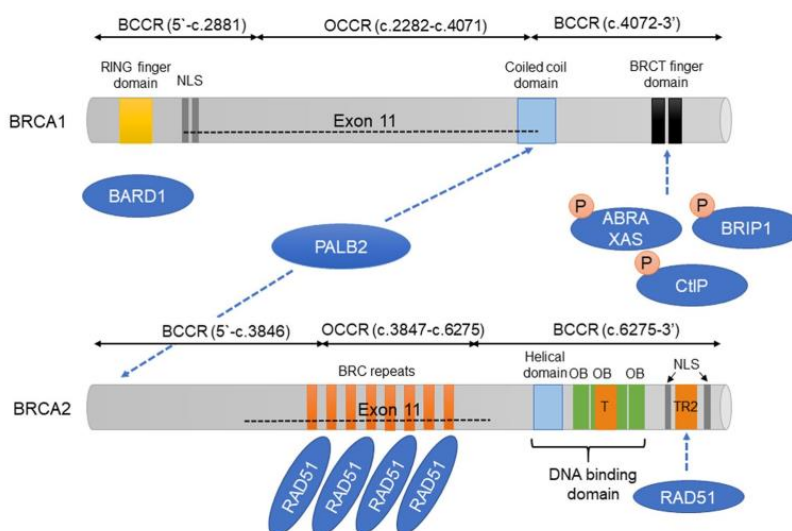 BCCR (5`-c.2881) OCCR (c.2282-c.4071) BCCR (c.4072-3’)
RING finger
domain
NLS
Coiled coil
domain
BRCT finger
domain
BRCA1
Exon 11
BARD1
PALB2
P
ABRA
XAS
P
BRIP1
P
CtIP
BCCR (5`-c.3846) OCCR (c.3847-c.6275) BCCR (c.6275-3’)
BRC repeats
Helical
domain
OB OB OB
NLS
BRCA2
Exon 11
T
TR2
RAD51
RAD51
RAD51
RAD51
DNA binding
domain
RAD51